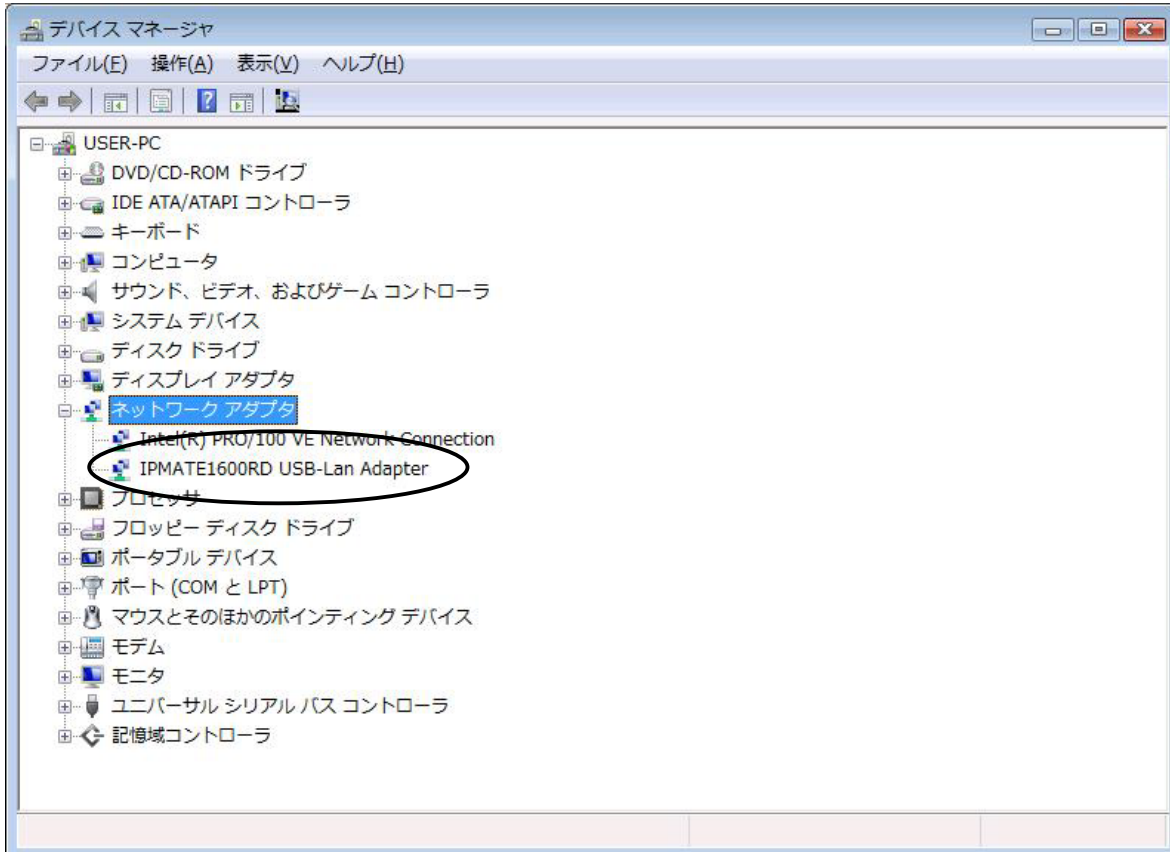 デバイス マネージャ
ファイル(F) 操作(A) 表示(V) ヘルプ(H)
USER-PC
DVD/CD-ROM ドライブ
IDE ATA/ATAPI コントローラ
キーボード
コンピュータ
サウンド、ビデオ、およびゲーム コントローラ
システム デバイス
ディスク ドライブ
ディスプレイ アダプタ
ネットワーク アダプタ
Intel(R) PRO/100 VE Network Connection
IPMATE1600RD USB-Lan Adapter
プロセッサ
フロッピー ディスク ドライブ
ポータブル デバイス
ポート (COM と LPT)
マウスとそのほかのポインティング デバイス
モデム
モニタ
ユニバーサル シリアル バス コントローラ
記憶域コントローラ